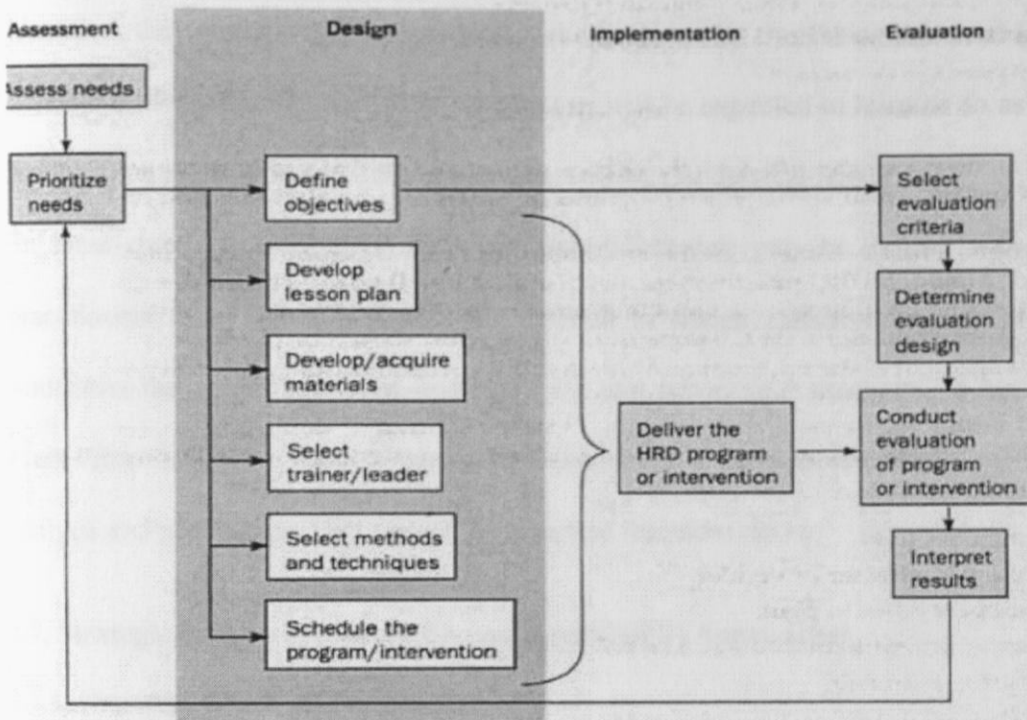 Assessment
Design
Implementation
Evaluation
Assess needs
Prioritize
needs
Define
objectives
Develop
lesson plan
Develop/acquire
materials
Select
trainer/leader
Select methods
and techniques
Schedule the
program/intervention
Deliver the
HRD program
or intervention
Select
evaluation
criteria
Determine
evaluation
design
Conduct
evaluation
of program
or intervention
Interpret
results